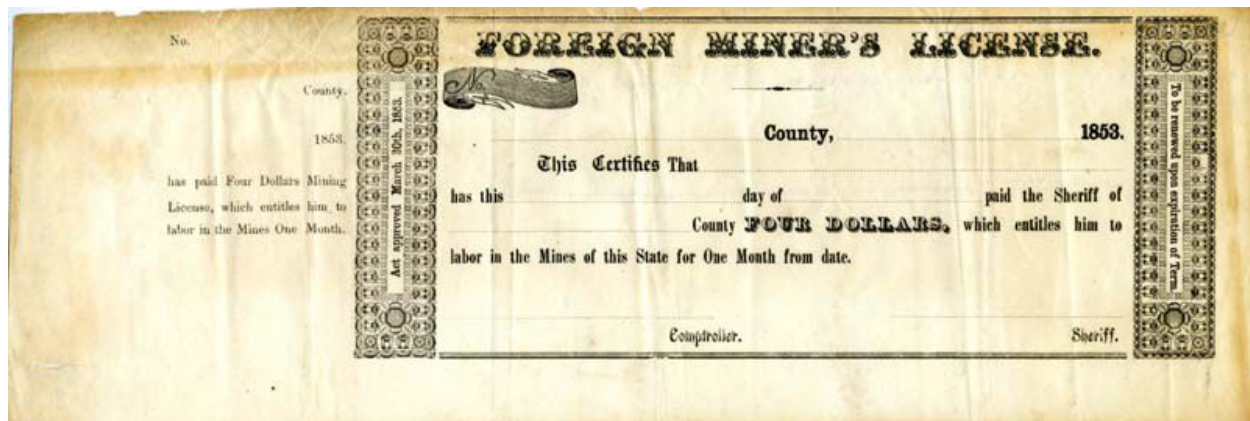 No.
County.
1853.
has paid Four Dollars Mining
License, which entitles him to
labor in the Mines One Month.
Act approved March 30th, 1853.
FOREIGN MINER'S LICENSE.
No.
County, 1853.
This Certifies That
has this day of paid the Sheriff of
County FOUR DOLLARS, which entitles him to
labor in the Mines of this State for One Month from date.
Comptroller. Sheriff.
To be renewed upon expiration of Term.